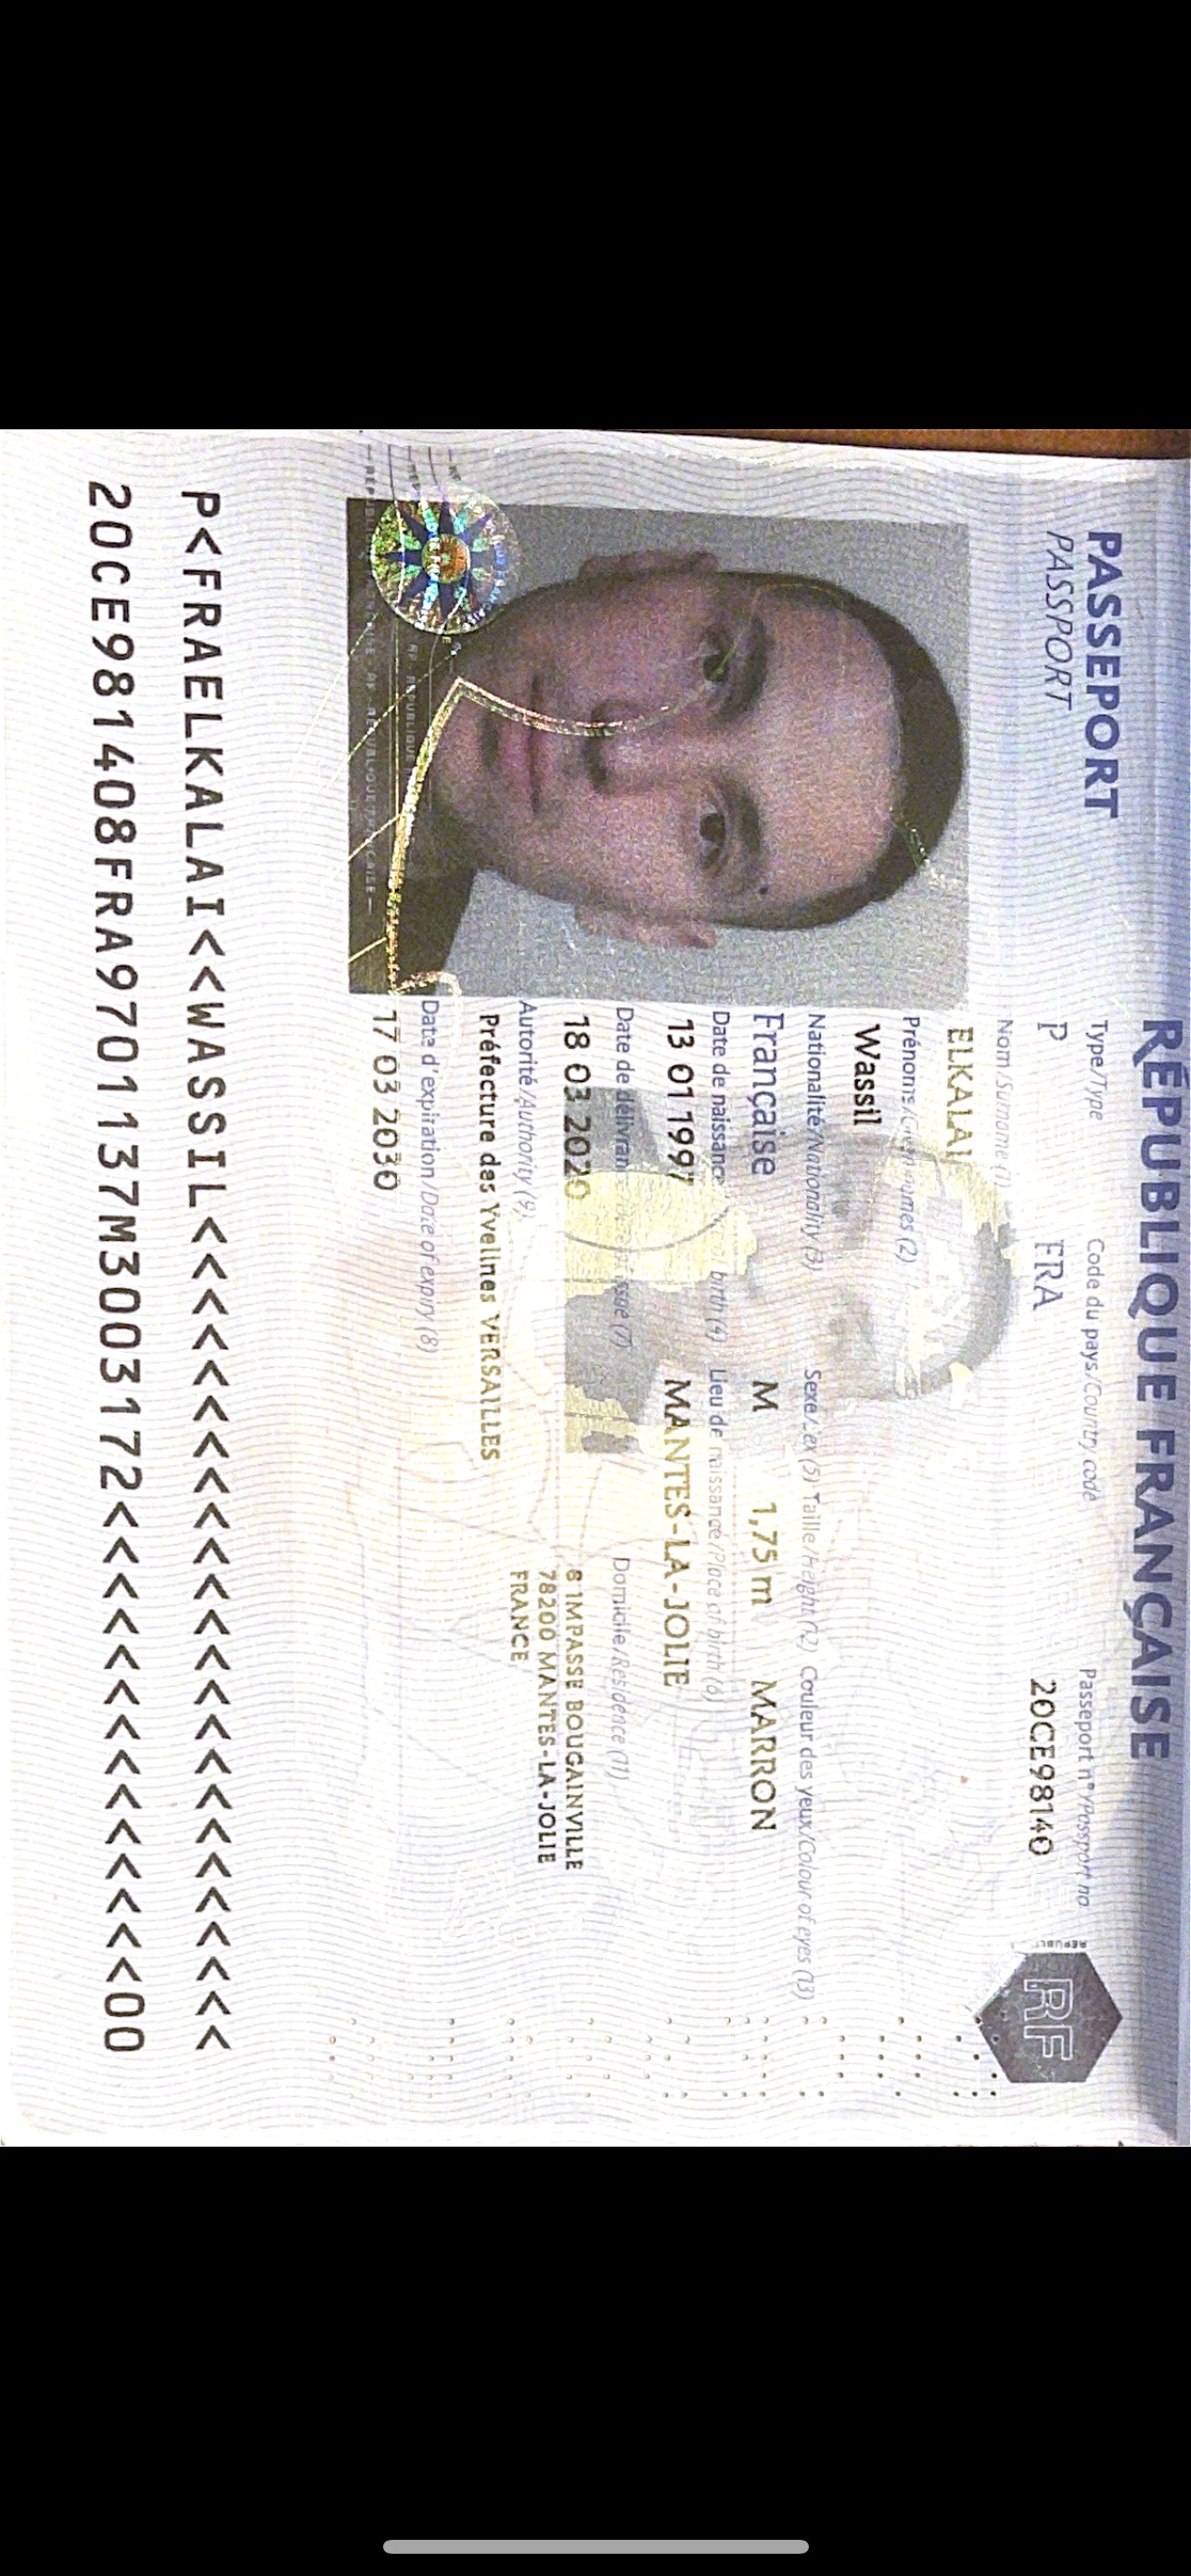 RÉPUBLIQUE FRANÇAISE
PASSEPORT
PASSPORT
Type/Type
Code du pays/Country code
Passeport n°/Passport no
P
FRA
20CE98140
Nom/Surname (1)
ELKALAI
Prénoms/Given names (2)
Wassil
Nationalité/Nationality (3)
Sexe/Sex (5) Taille/Height (12) Couleur des yeux/Colour of eyes (13)
Française
M
1,75 m
MARRON
Date de naissance/Date of birth (4)
Lieu de naissance/Place of birth (6)
13 01 1997
MANTES-LA-JOLIE
Date de délivrance/Date of issue (7)
Domicile/Residence (11)
18 03 2020
8 IMPASSE BOUGAINVILLE
78200 MANTES-LA-JOLIE
FRANCE
Autorité/Authority (9)
Préfecture des Yvelines VERSAILLES
Date d'expiration/Date of expiry (8)
17 03 2030
RF
P<FRAELKALAI<<WASSIL<<<<<<<<<<<<<<<<<<<<<<<<
20CE981408FRA9701137M3003172<<<<<<<<<<<<<<00